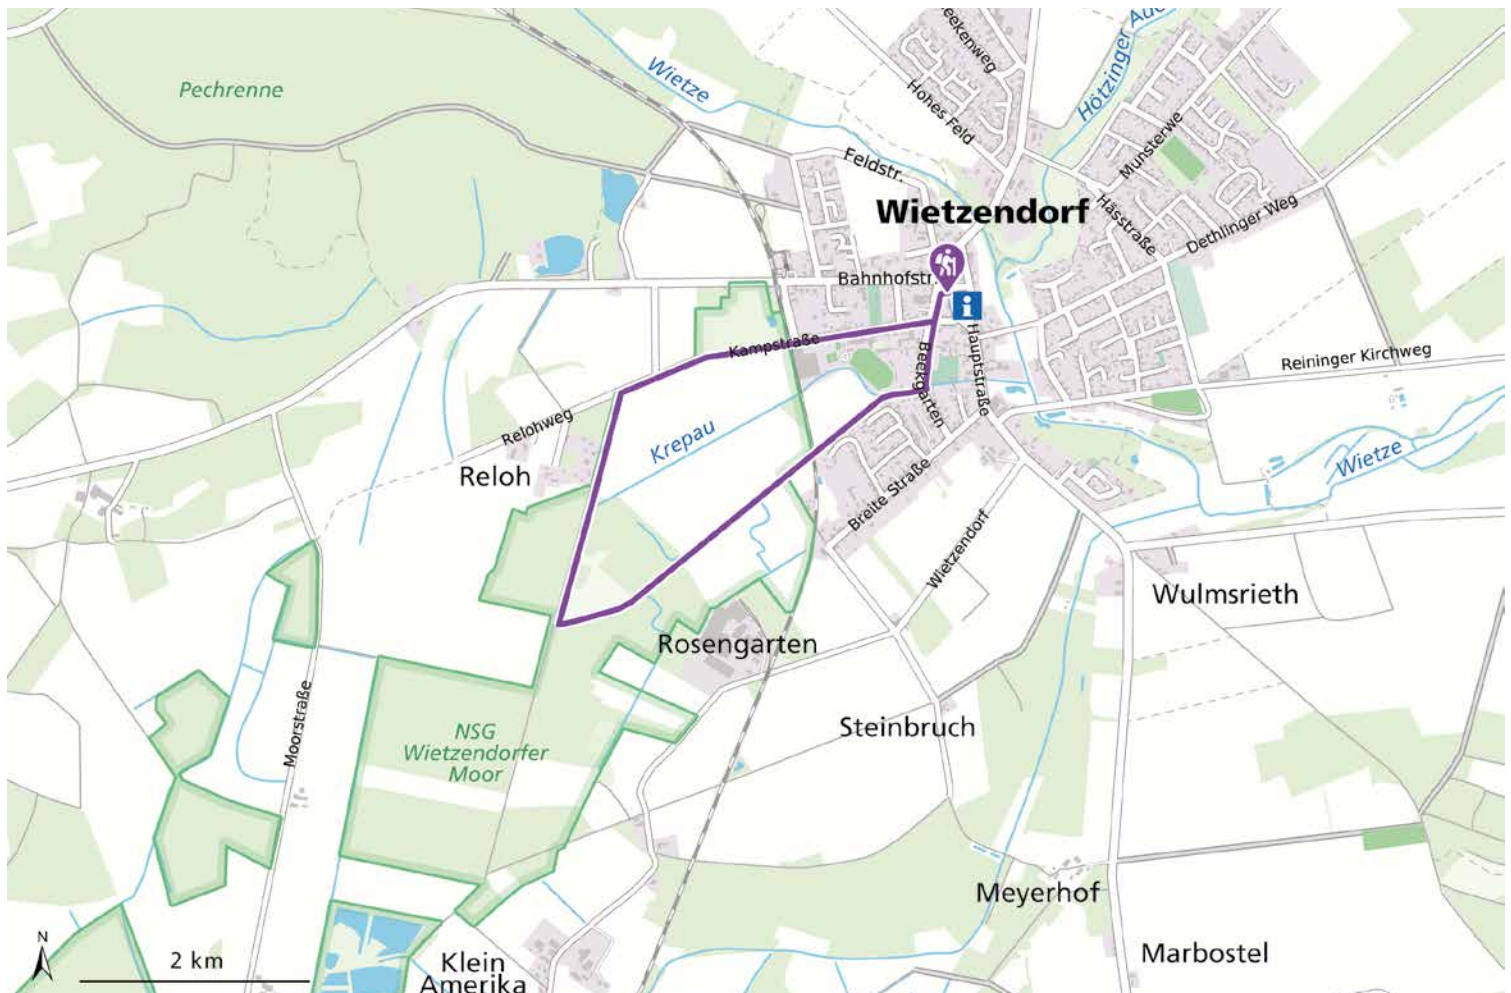 Beekenweg
Hötzinger Aue
Wietze
Pechrenne
Hohes Feld
Munsterwe
Feldstr.
Wietzendorf
Hässtraße
Dethlinger Weg
Bahnhofstr.
i
Kampstraße
Beekgarten
Hauptstraße
Reininger Kirchweg
Relohweg
Krepau
Wietze
Reloh
Breite Straße
Wietzendorf
Wulmsrieth
Rosengarten
Moorstraße
Steinbruch
NSG
Wietzendorfer
Moor
Meyerhof
N
2 km
Klein
Amerika
Marbostel